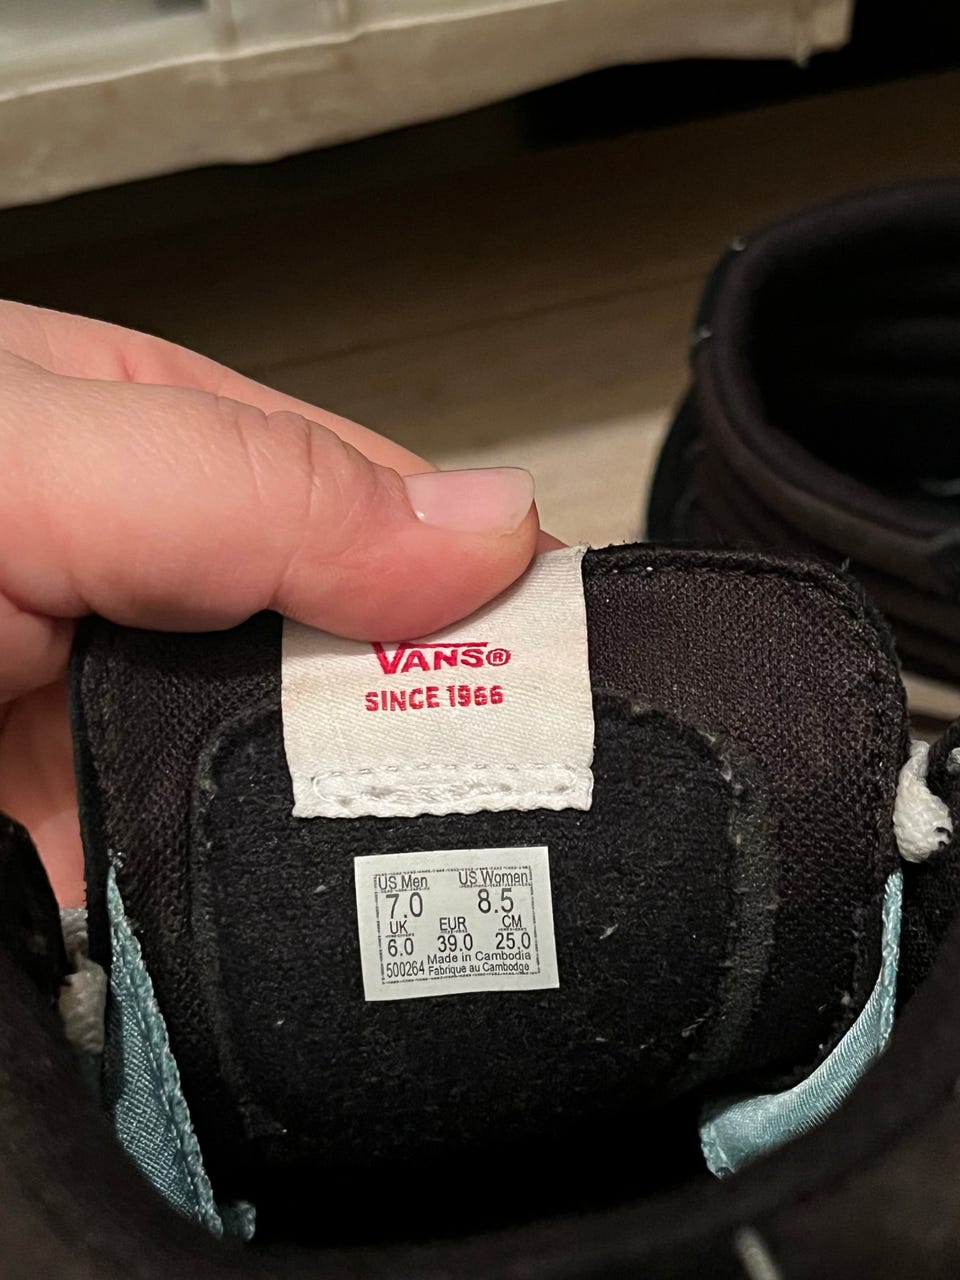 VANS®
SINCE 1966
US Men US Women
7.0 8.5
UK EUR CM
6.0 39.0 25.0
500264 Made in Cambodia
Fabrique au Cambodge